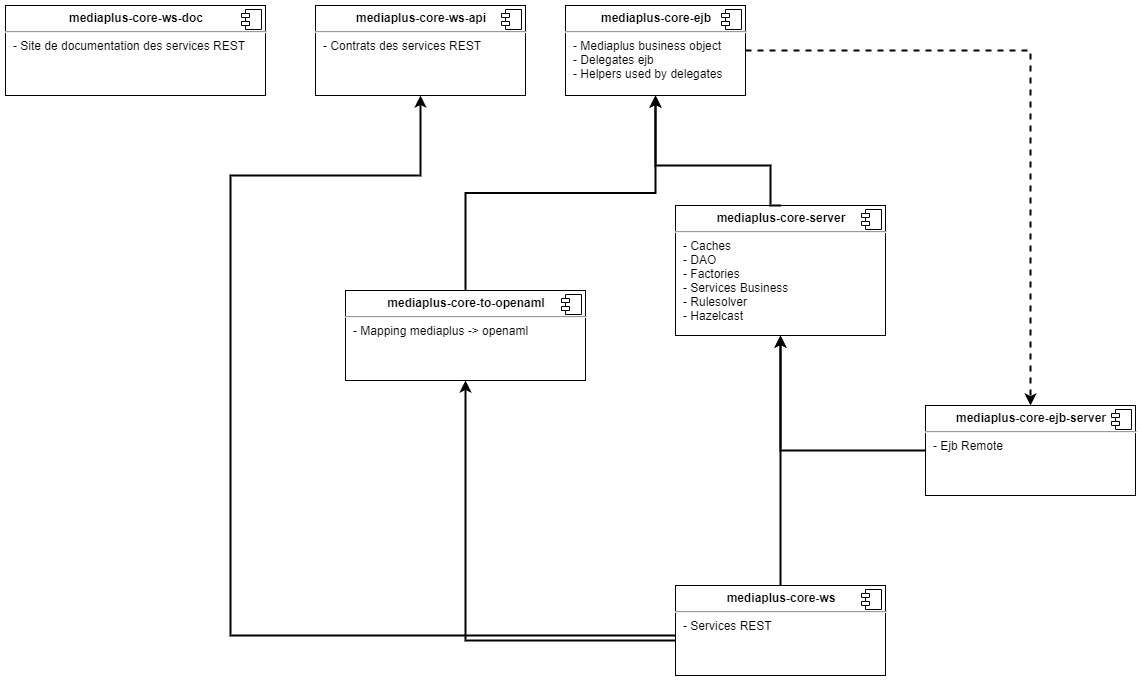 mediaplus-core-ws-doc
- Site de documentation des services REST
mediaplus-core-ws-api
- Contrats des services REST
mediaplus-core-ejb
- Mediaplus business object
- Delegates ejb
- Helpers used by delegates
mediaplus-core-server
- Caches
- DAO
- Factories
- Services Business
- Rulesolver
- Hazelcast
mediaplus-core-to-openaml
- Mapping mediaplus -> openaml
mediaplus-core-ejb-server
- Ejb Remote
mediaplus-core-ws
- Services REST